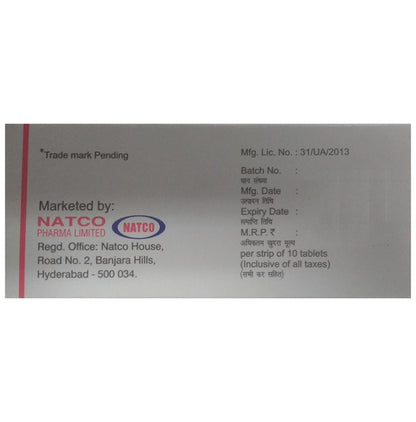 *Trade mark Pending
Marketed by:
NATCO
PHARMA LIMITED
NATCO
Regd. Office: Natco House,
Road No. 2, Banjara Hills,
Hyderabad - 500 034.
Mfg. Lic. No. : 31/UA/2013
Batch No. :
घान संख्या
Mfg. Date :
उत्पादन तिथि
Expiry Date :
समाप्ति तिथि
M.R.P. ₹ :
अधिकतम खुदरा मूल्य
per strip of 10 tablets
(Inclusive of all taxes)
(सभी कर सहित)